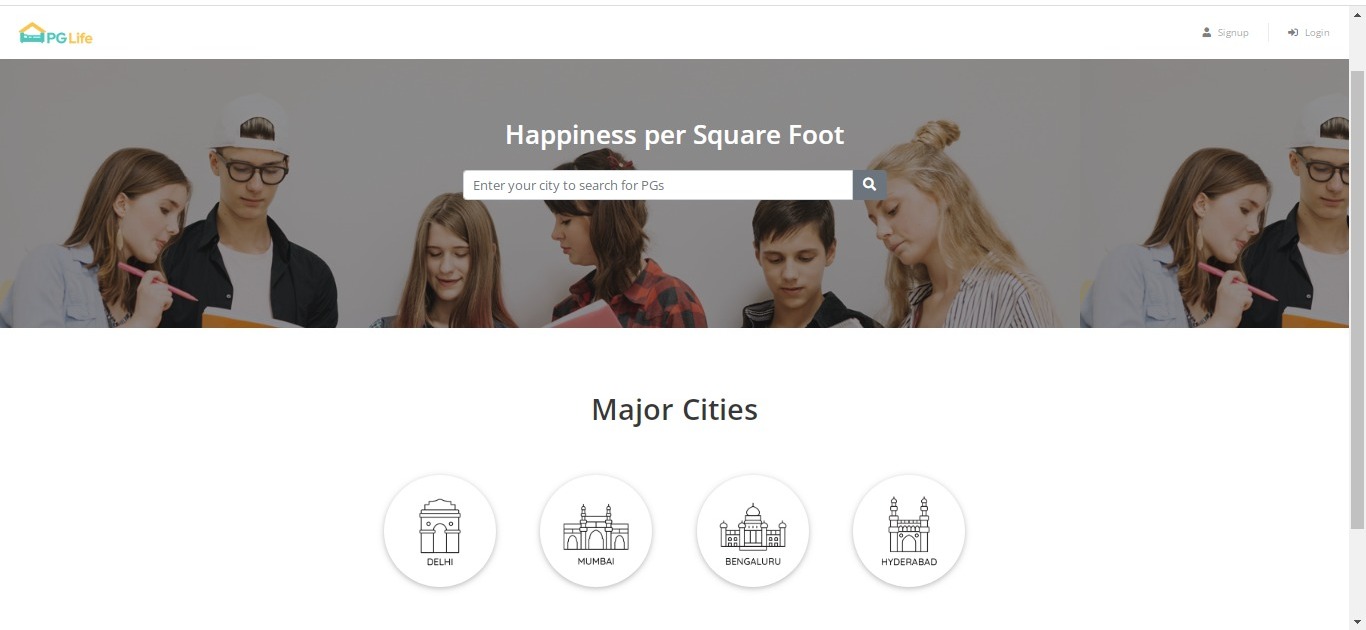 PG Life
Signup
Login
Happiness per Square Foot
Enter your city to search for PGs
Major Cities
DELHI
MUMBAI
BENGALURU
HYDERABAD